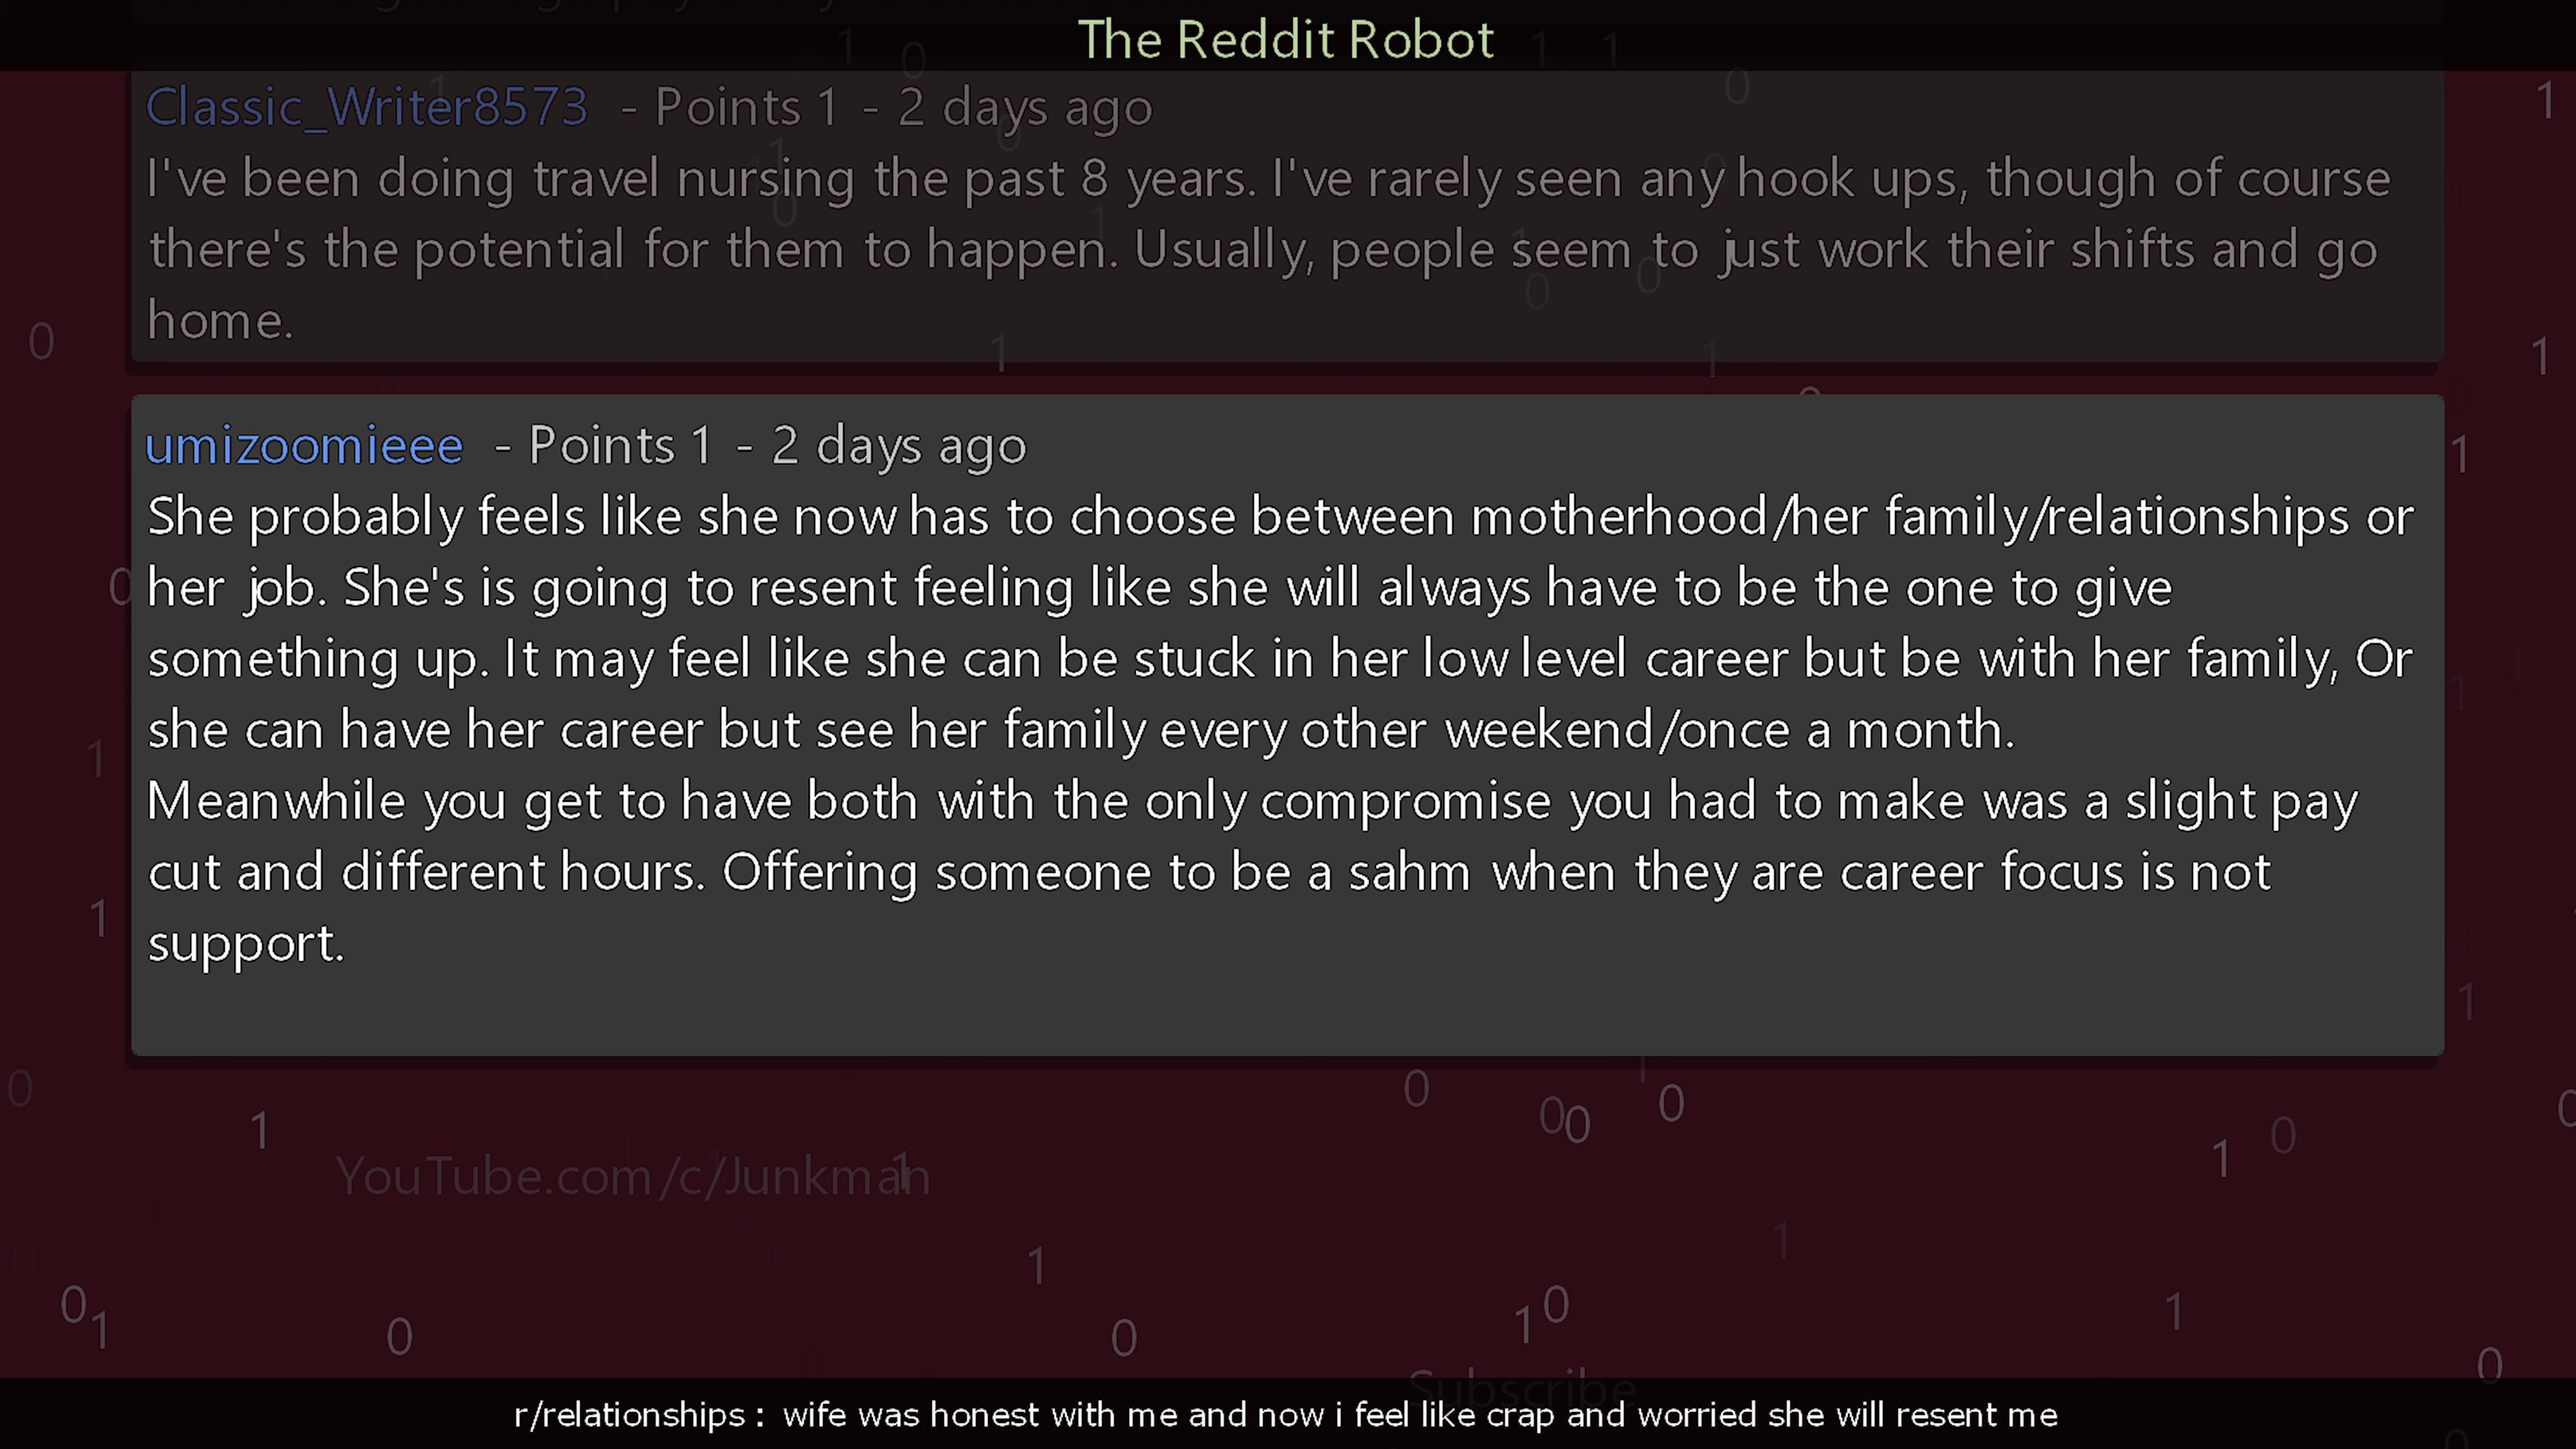 The Reddit Robot
Classic_Writer8573 - Points 1 - 2 days ago
I've been doing travel nursing the past 8 years. I've rarely seen any hook ups, though of course
there's the potential for them to happen. Usually, people seem to just work their shifts and go
home.
umizoomieee - Points 1 - 2 days ago
She probably feels like she now has to choose between motherhood/her family/relationships or
her job. She's is going to resent feeling like she will always have to be the one to give
something up. It may feel like she can be stuck in her low level career but be with her family, Or
she can have her career but see her family every other weekend/once a month.
Meanwhile you get to have both with the only compromise you had to make was a slight pay
cut and different hours. Offering someone to be a sahm when they are career focus is not
support.
YouTube.com/c/Junkman
Subscribe
r/relationships : wife was honest with me and now i feel like crap and worried she will resent me